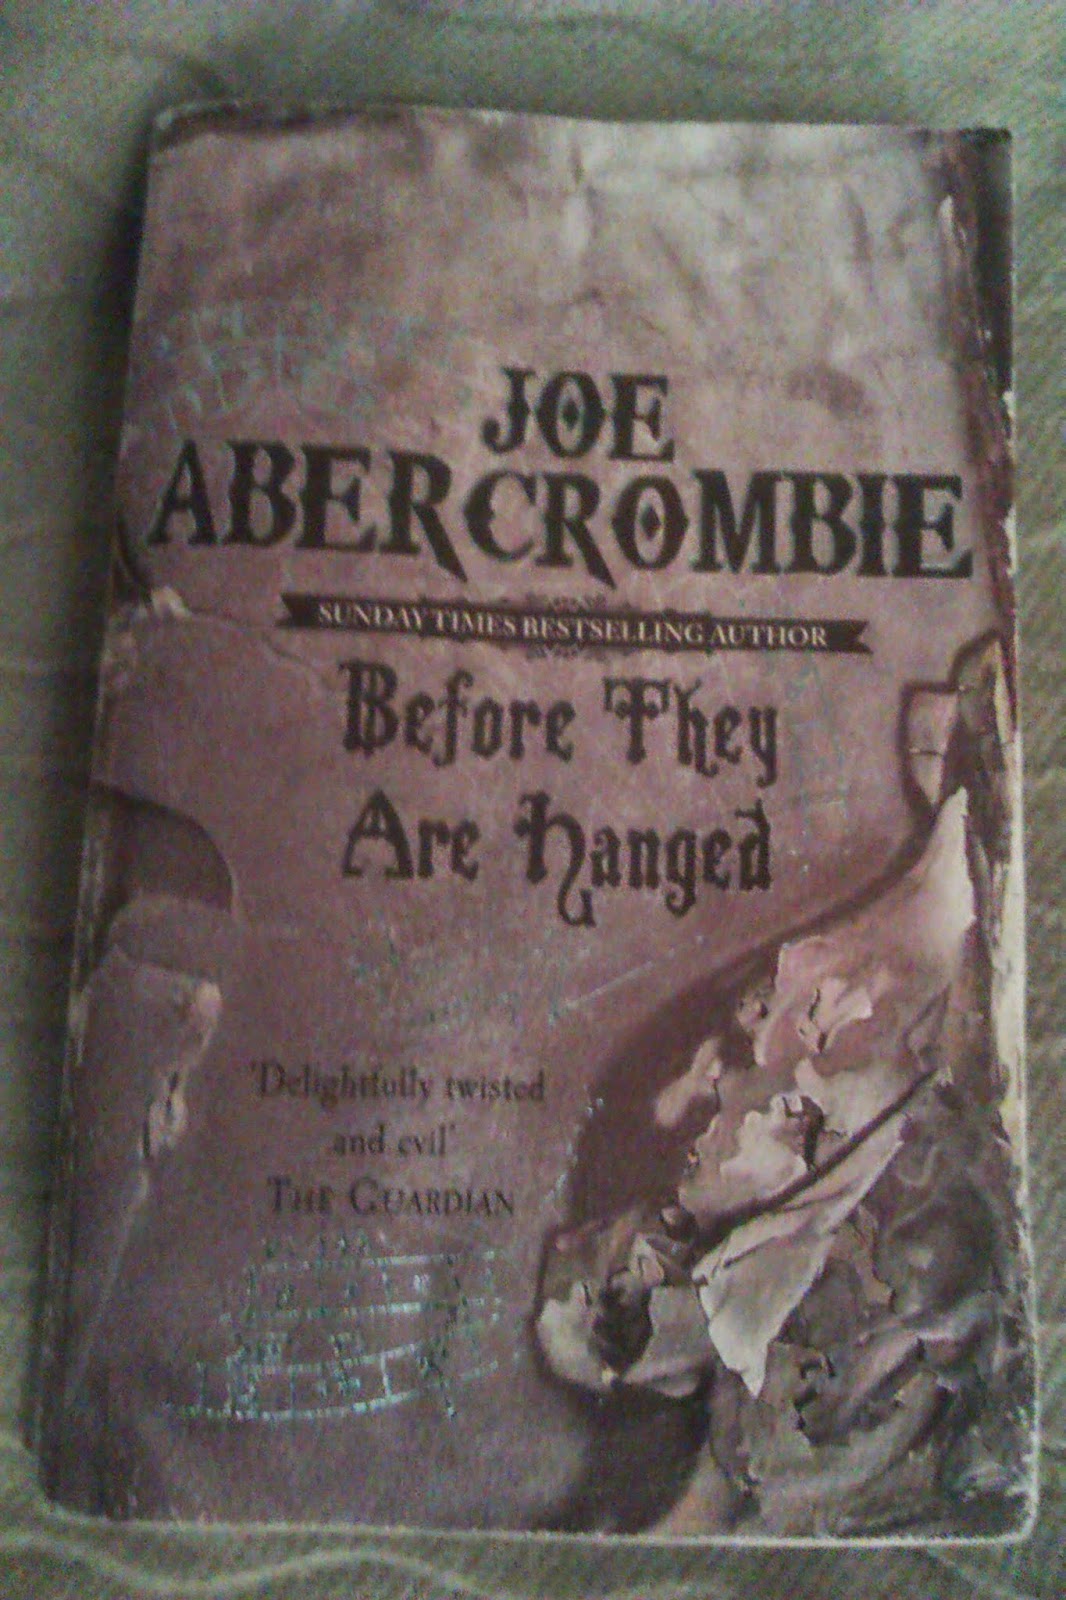 JOE
ABERCROMBIE
SUNDAY TIMES BESTSELLING AUTHOR
Before They
Are Hanged
'Delightfully twisted
and evil'
THE GUARDIAN